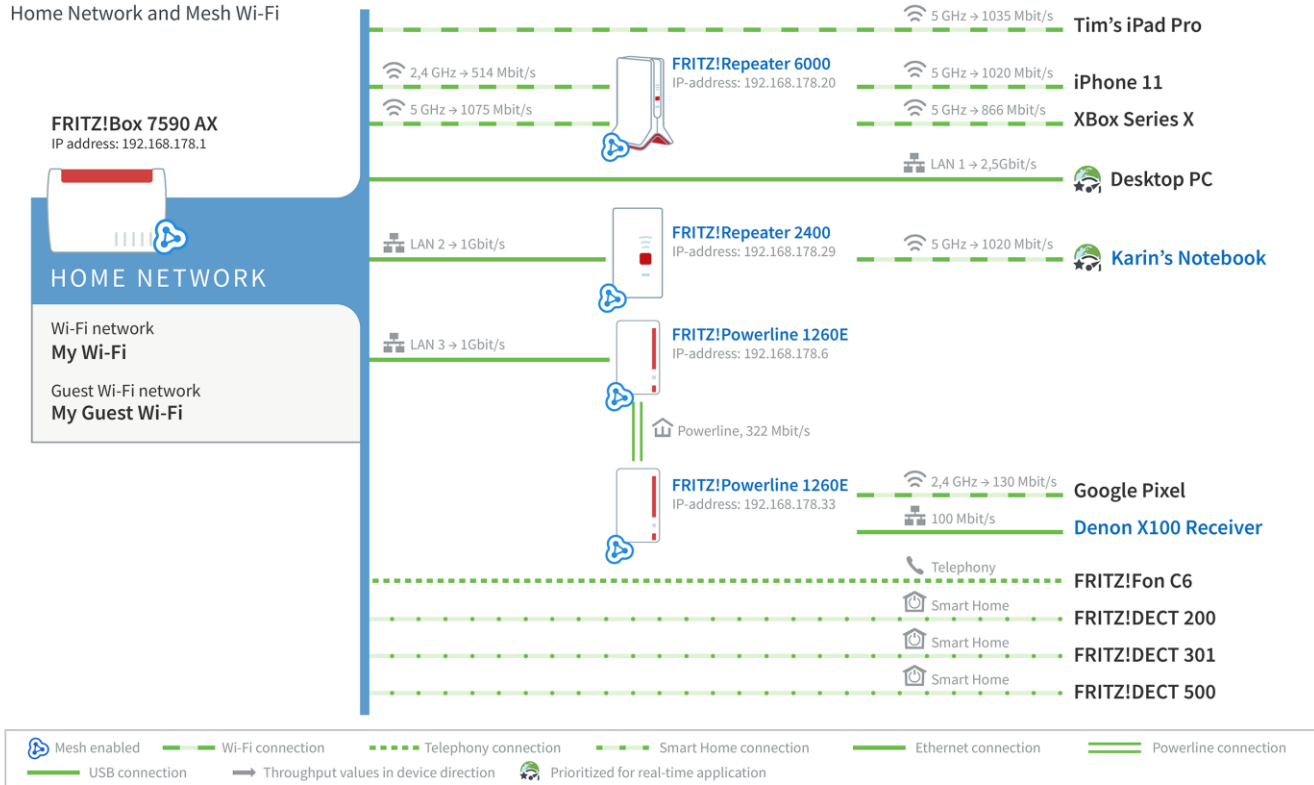 Home Network and Mesh Wi-Fi
5 GHz → 1035 Mbit/s
Tim's iPad Pro
FRITZ!Box 7590 AX
IP address: 192.168.178.1
HOME NETWORK
Wi-Fi network
My Wi-Fi
Guest Wi-Fi network
My Guest Wi-Fi
2,4 GHz → 514 Mbit/s
5 GHz → 1075 Mbit/s
FRITZ!Repeater 6000
IP-address: 192.168.178.20
5 GHz → 1020 Mbit/s
iPhone 11
5 GHz → 866 Mbit/s
XBox Series X
LAN 1 → 2,5Gbit/s
Desktop PC
LAN 2 → 1Gbit/s
FRITZ!Repeater 2400
IP-address: 192.168.178.29
5 GHz → 1020 Mbit/s
Karin's Notebook
LAN 3 → 1Gbit/s
FRITZ!Powerline 1260E
IP-address: 192.168.178.6
Powerline, 322 Mbit/s
FRITZ!Powerline 1260E
IP-address: 192.168.178.33
2,4 GHz → 130 Mbit/s
Google Pixel
100 Mbit/s
Denon X100 Receiver
Telephony
FRITZ!Fon C6
Smart Home
FRITZ!DECT 200
Smart Home
FRITZ!DECT 301
Smart Home
FRITZ!DECT 500
Mesh enabled
Wi-Fi connection
Telephony connection
Smart Home connection
Ethernet connection
Powerline connection
USB connection
Throughput values in device direction
Prioritized for real-time application